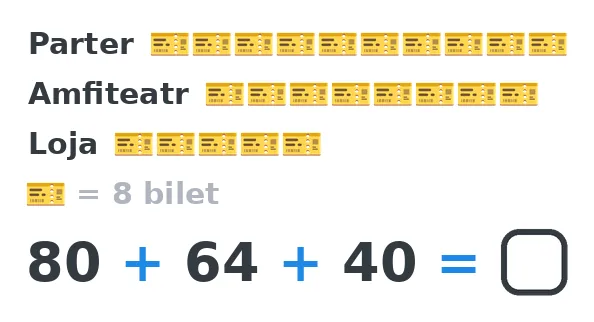 Parter
Amfiteatr
Loja
= 8 bilet
80 + 64 + 40 =